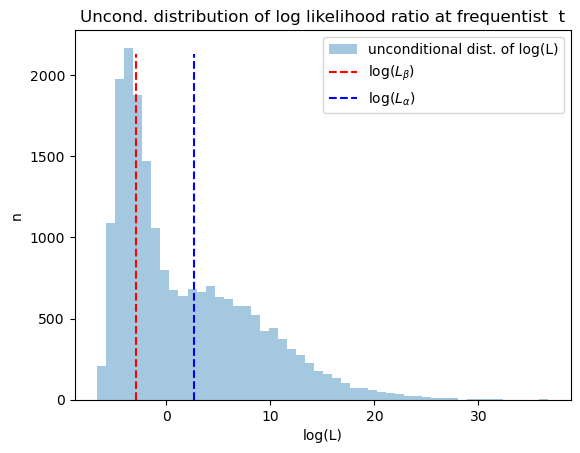 Uncond. distribution of log likelihood ratio at frequentist  t
unconditional dist. of log(L)
log(L_β)
log(L_α)
2000
1500
1000
500
0
n
0 10 20 30
log(L)